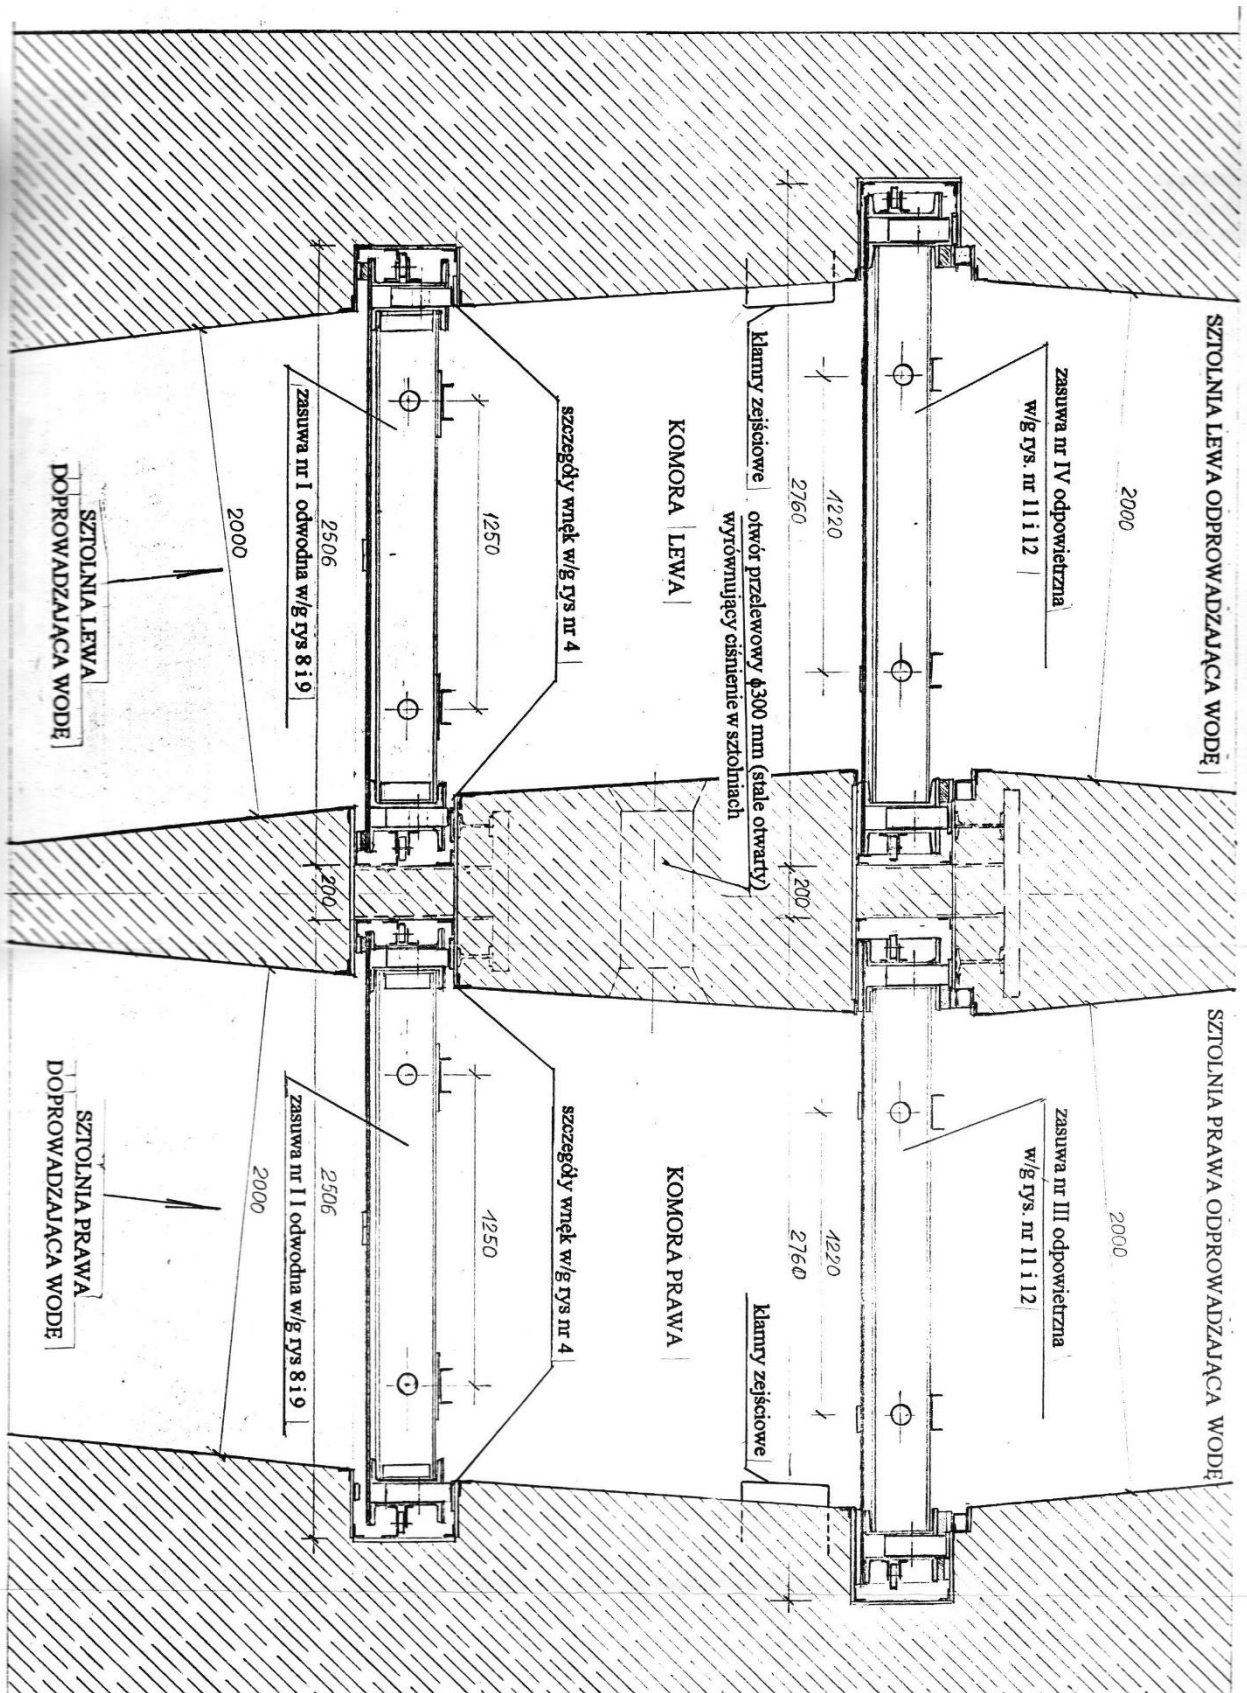 SZTOLNIA LEWA ODPROWADZAJĄCA WODĘ
SZTOLNIA PRAWA ODPROWADZAJĄCA WODĘ
2000
2000
zasuwa nr IV odpowietrzna
w/g rys. nr 11 i 12
zasuwa nr III odpowietrzna
w/g rys. nr 11 i 12
1220
1220
2760
200
2760
klamry zejściowe
otwór przelewowy ϕ300 mm (stale otwarty)
wyrównujący ciśnienie w sztolniach
klamry zejściowe
KOMORA LEWA
KOMORA PRAWA
szczegóły wnęk w/g rys nr 4
szczegóły wnęk w/g rys nr 4
1250
1250
2506
200
2506
zasuwa nr I odwodna w/g rys 8 i 9
zasuwa nr I I odwodna w/g rys 8 i 9
2000
2000
SZTOLNIA LEWA
DOPROWADZAJĄCA WODĘ
SZTOLNIA PRAWA
DOPROWADZAJĄCA WODĘ